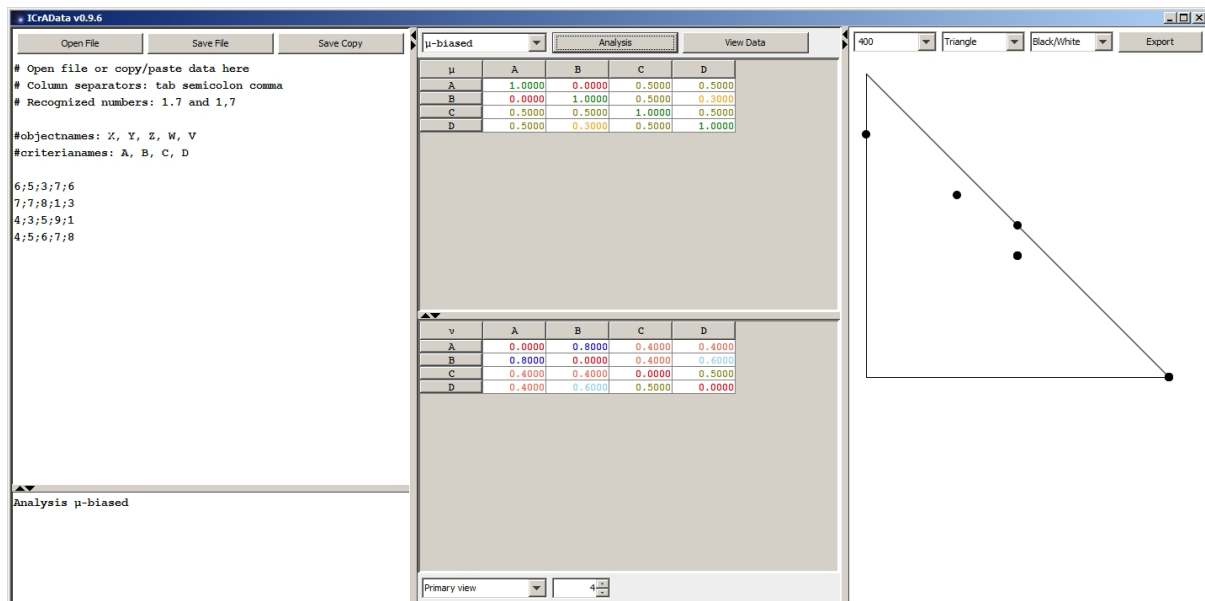 ICrAData v0.9.6
Open File Save File Save Copy
# Open file or copy/paste data here
# Column separators: tab semicolon comma
# Recognized numbers: 1.7 and 1,7
#objectnames: X, Y, Z, W, V
#criterianames: A, B, C, D
6;5;3;7;6
7;7;8;1;3
4;3;5;9;1
4;5;6;7;8
Analysis μ-biased
μ-biased Analysis View Data
μ A B C D
A 1.0000 0.0000 0.5000 0.5000
B 0.0000 1.0000 0.5000 0.3000
C 0.5000 0.5000 1.0000 0.5000
D 0.5000 0.3000 0.5000 1.0000
ν A B C D
A 0.0000 0.8000 0.4000 0.4000
B 0.8000 0.0000 0.4000 0.6000
C 0.4000 0.4000 0.0000 0.5000
D 0.4000 0.6000 0.5000 0.0000
Primary view 4
400 Triangle Black/White Export